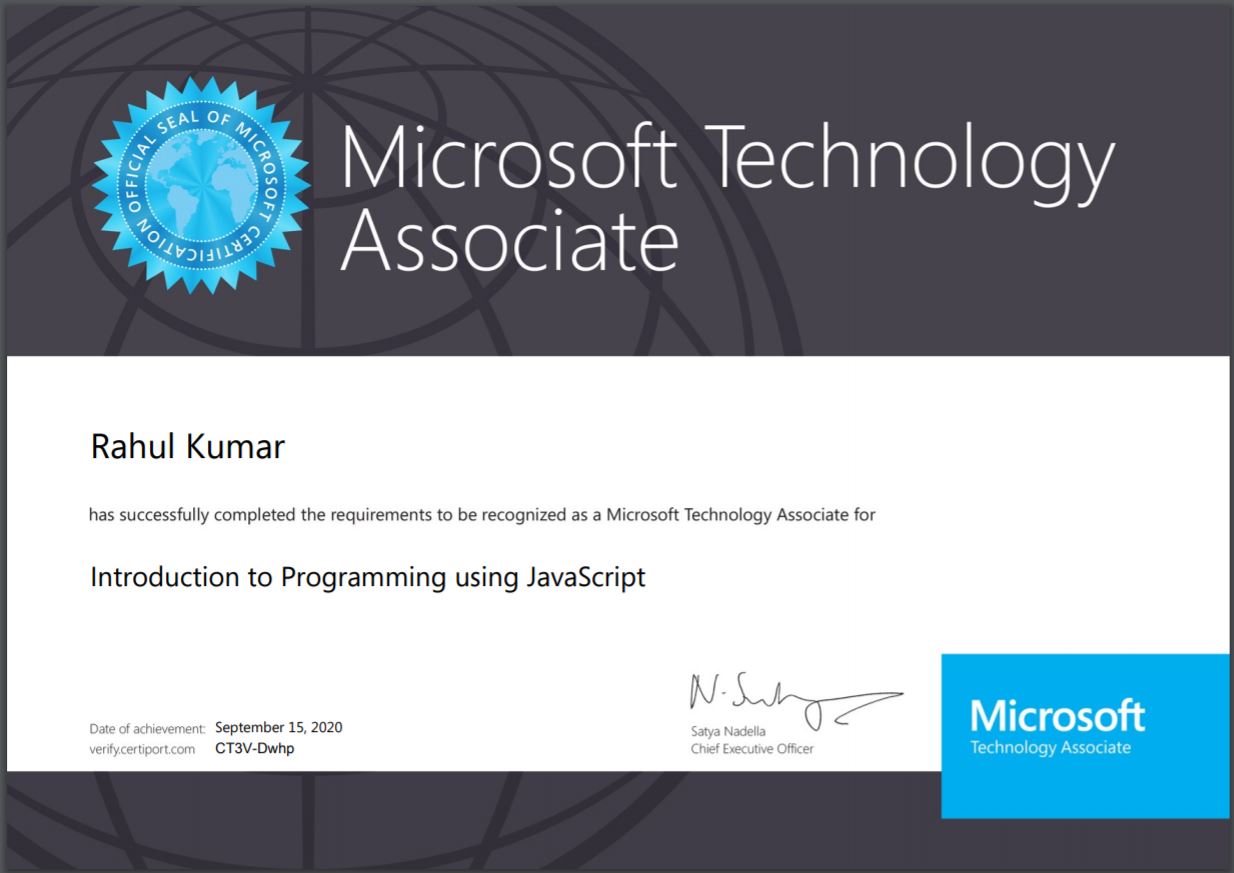 OFFICIAL SEAL OF MICROSOFT CERTIFICATION
Microsoft Technology
Associate
Rahul Kumar
has successfully completed the requirements to be recognized as a Microsoft Technology Associate for
Introduction to Programming using JavaScript
Date of achievement: September 15, 2020
verify.certiport.com CT3V-Dwhp
N. Satya
Satya Nadella
Chief Executive Officer
Microsoft
Technology Associate